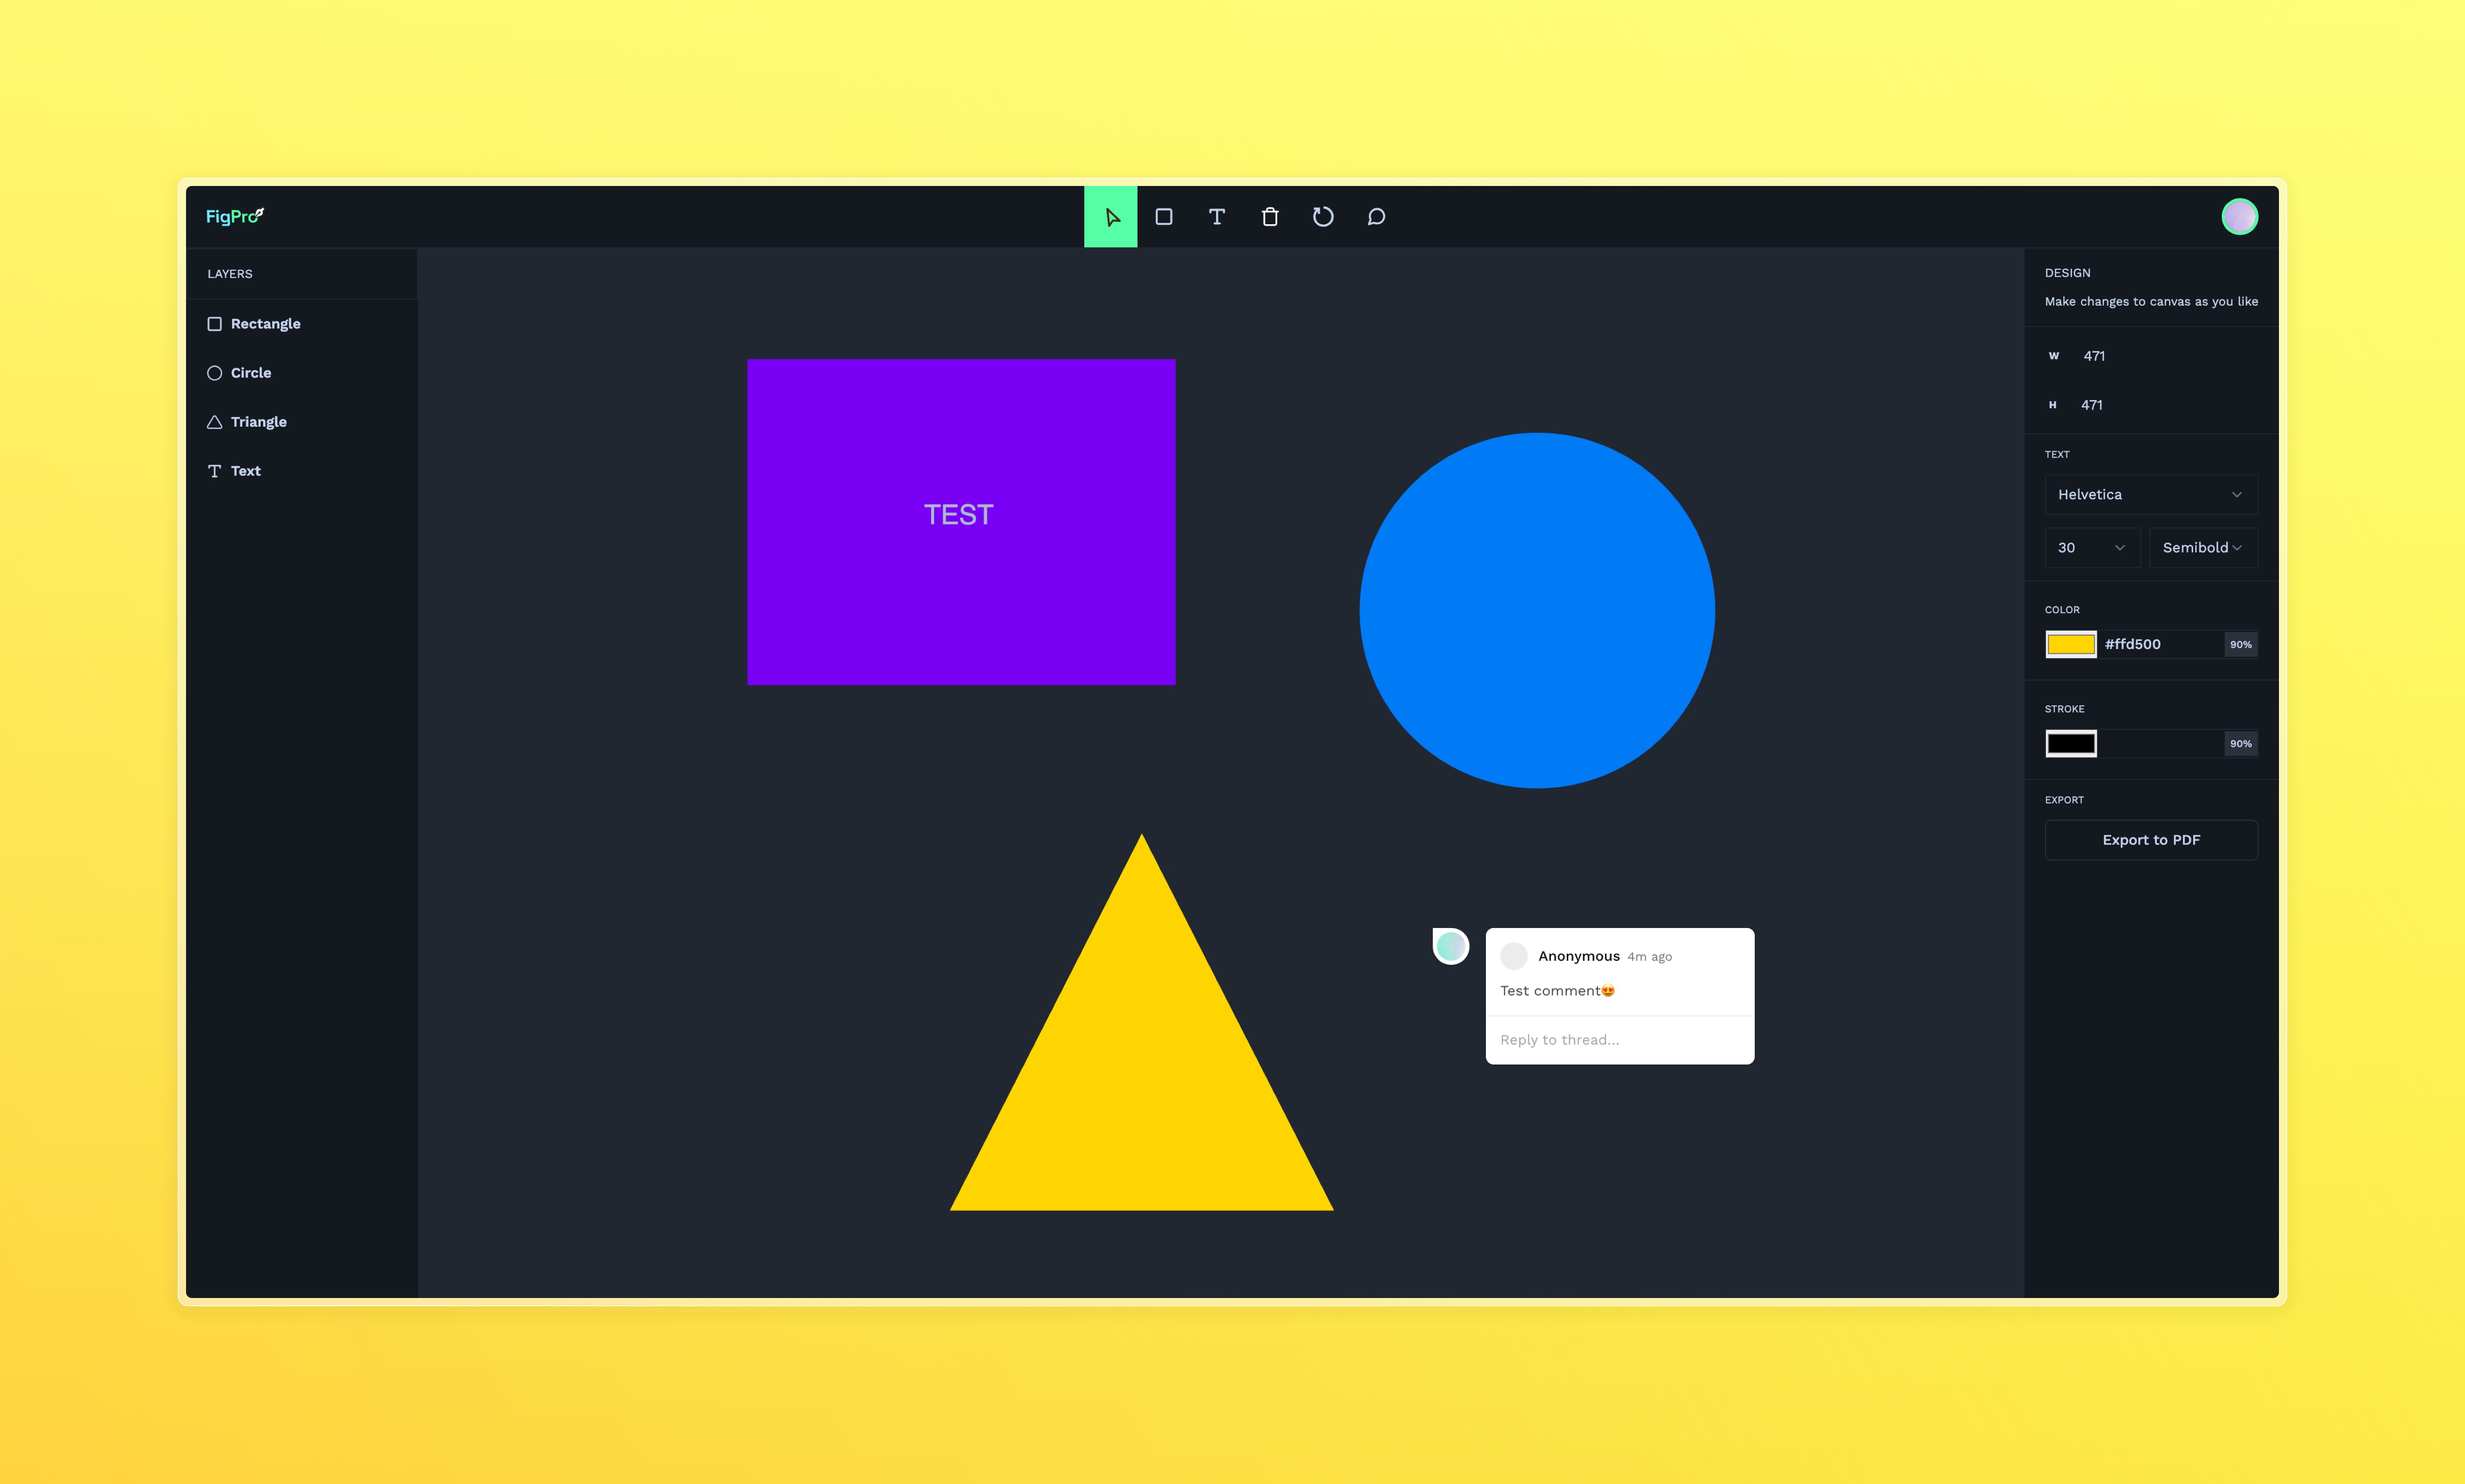 FigPro
LAYERS
Rectangle
Circle
Triangle
Text
TEST
Anonymous 4m ago
Test comment😍
Reply to thread...
DESIGN
Make changes to canvas as you like
W 471
H 471
TEXT
Helvetica
30 Semibold
COLOR
#ffd500 90%
STROKE
90%
EXPORT
Export to PDF